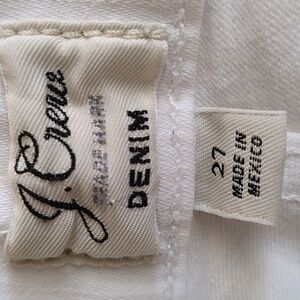 J.Crew
TRADE MARK
DENIM
27
MADE IN
MEXICO